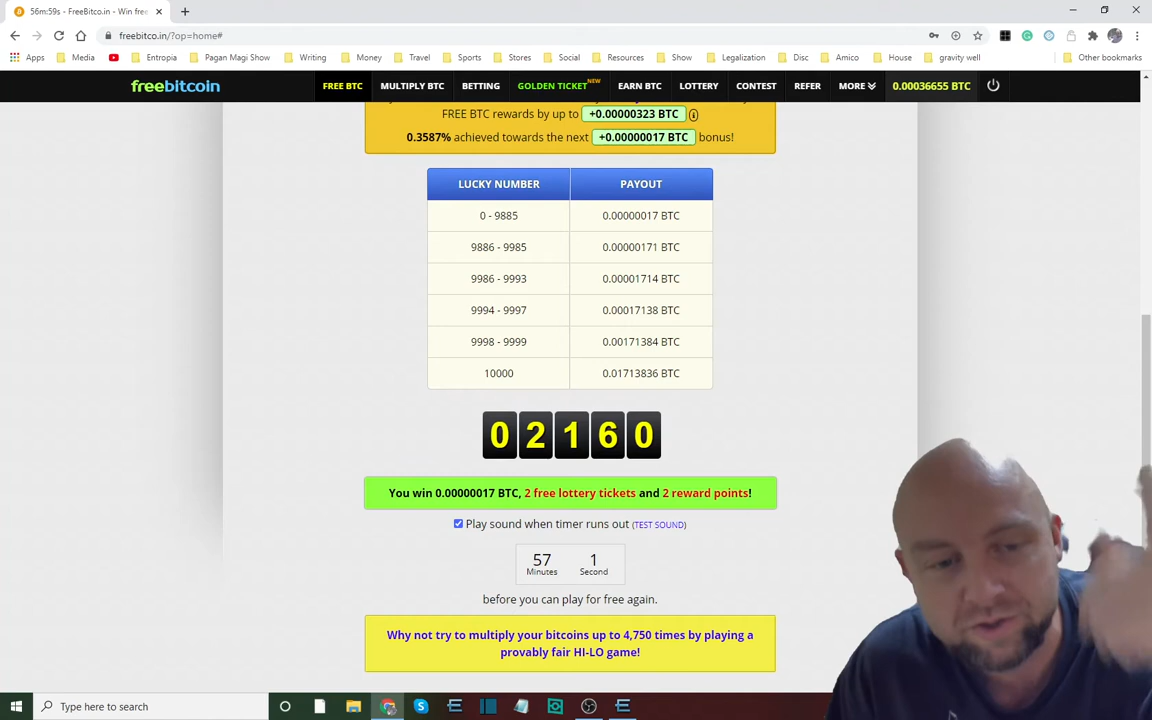 56m:59s - FreeBitco.in - Win free
freebitco.in/?op=home#
Apps Media Entropia Pagan Magi Show Writing Money Travel Sports Stores Social Resources Show Legalization Disc Amico House gravity well Other bookmarks
freebitcoin FREE BTC MULTIPLY BTC BETTING GOLDEN TICKET NEW EARN BTC LOTTERY CONTEST REFER MORE 0.00036655 BTC
FREE BTC rewards by up to +0.00000323 BTC
0.3587% achieved towards the next +0.00000017 BTC bonus!
LUCKY NUMBER PAYOUT
0 - 9885 0.00000017 BTC
9886 - 9985 0.00000171 BTC
9986 - 9993 0.00001714 BTC
9994 - 9997 0.00017138 BTC
9998 - 9999 0.00171384 BTC
10000 0.01713836 BTC
0 2 1 6 0
You win 0.00000017 BTC, 2 free lottery tickets and 2 reward points!
Play sound when timer runs out (TEST SOUND)
57 1
Minutes Second
before you can play for free again.
Why not try to multiply your bitcoins up to 4,750 times by playing a
provably fair HI-LO game!
Type here to search